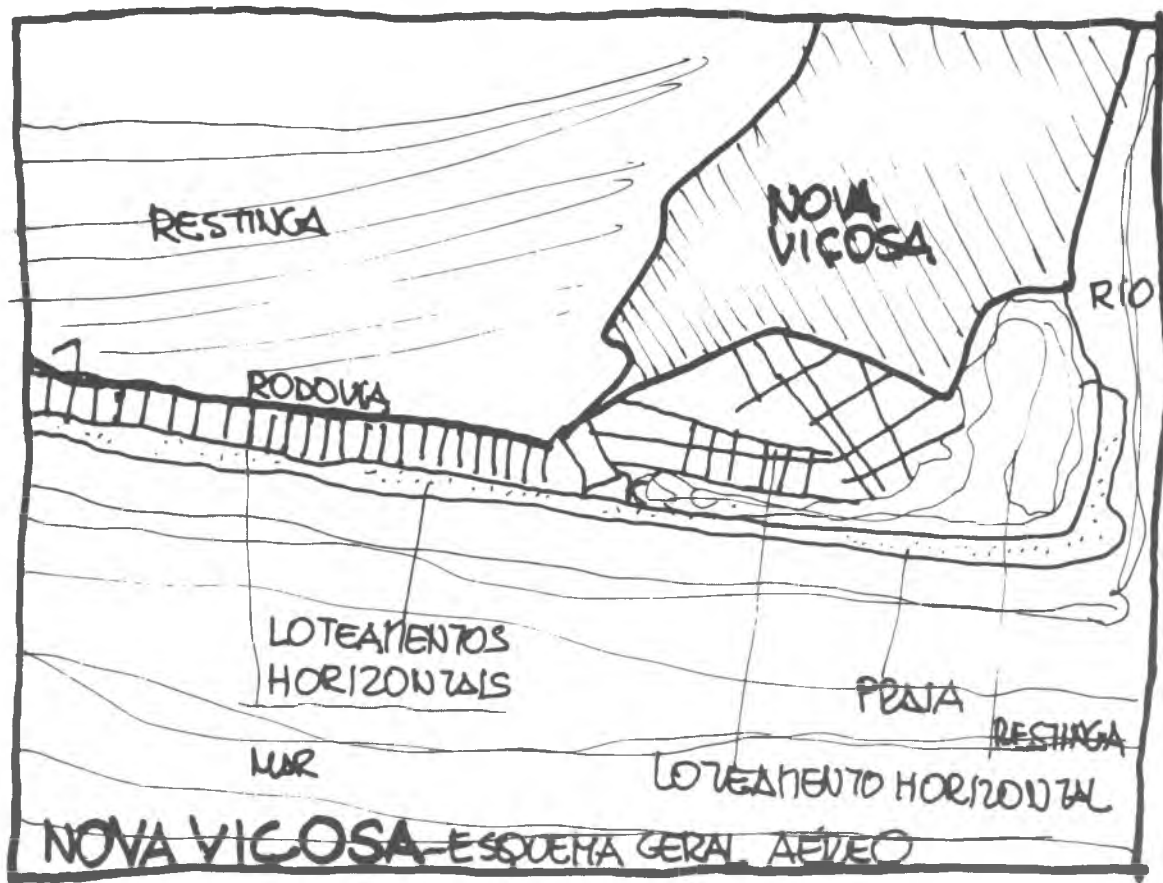 RESTINGA
NOVA
VIÇOSA
RIO
RODOVIA
LOTEAMENTOS
HORIZONTAIS
PRAIA
RESTINGA
MAR
LOTEAMENTO HORIZONTAL
NOVA VIÇOSA-ESQUEMA GERAL AÉREO